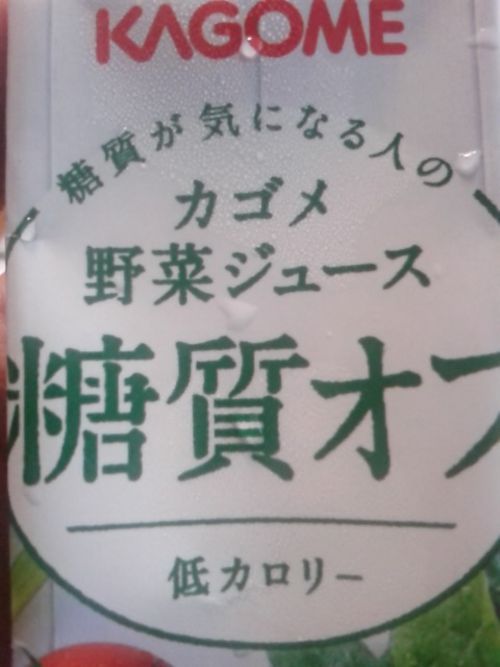 KAGOME
糖質が気になる人の
カゴメ
野菜ジュース
糖質オフ
低カロリー